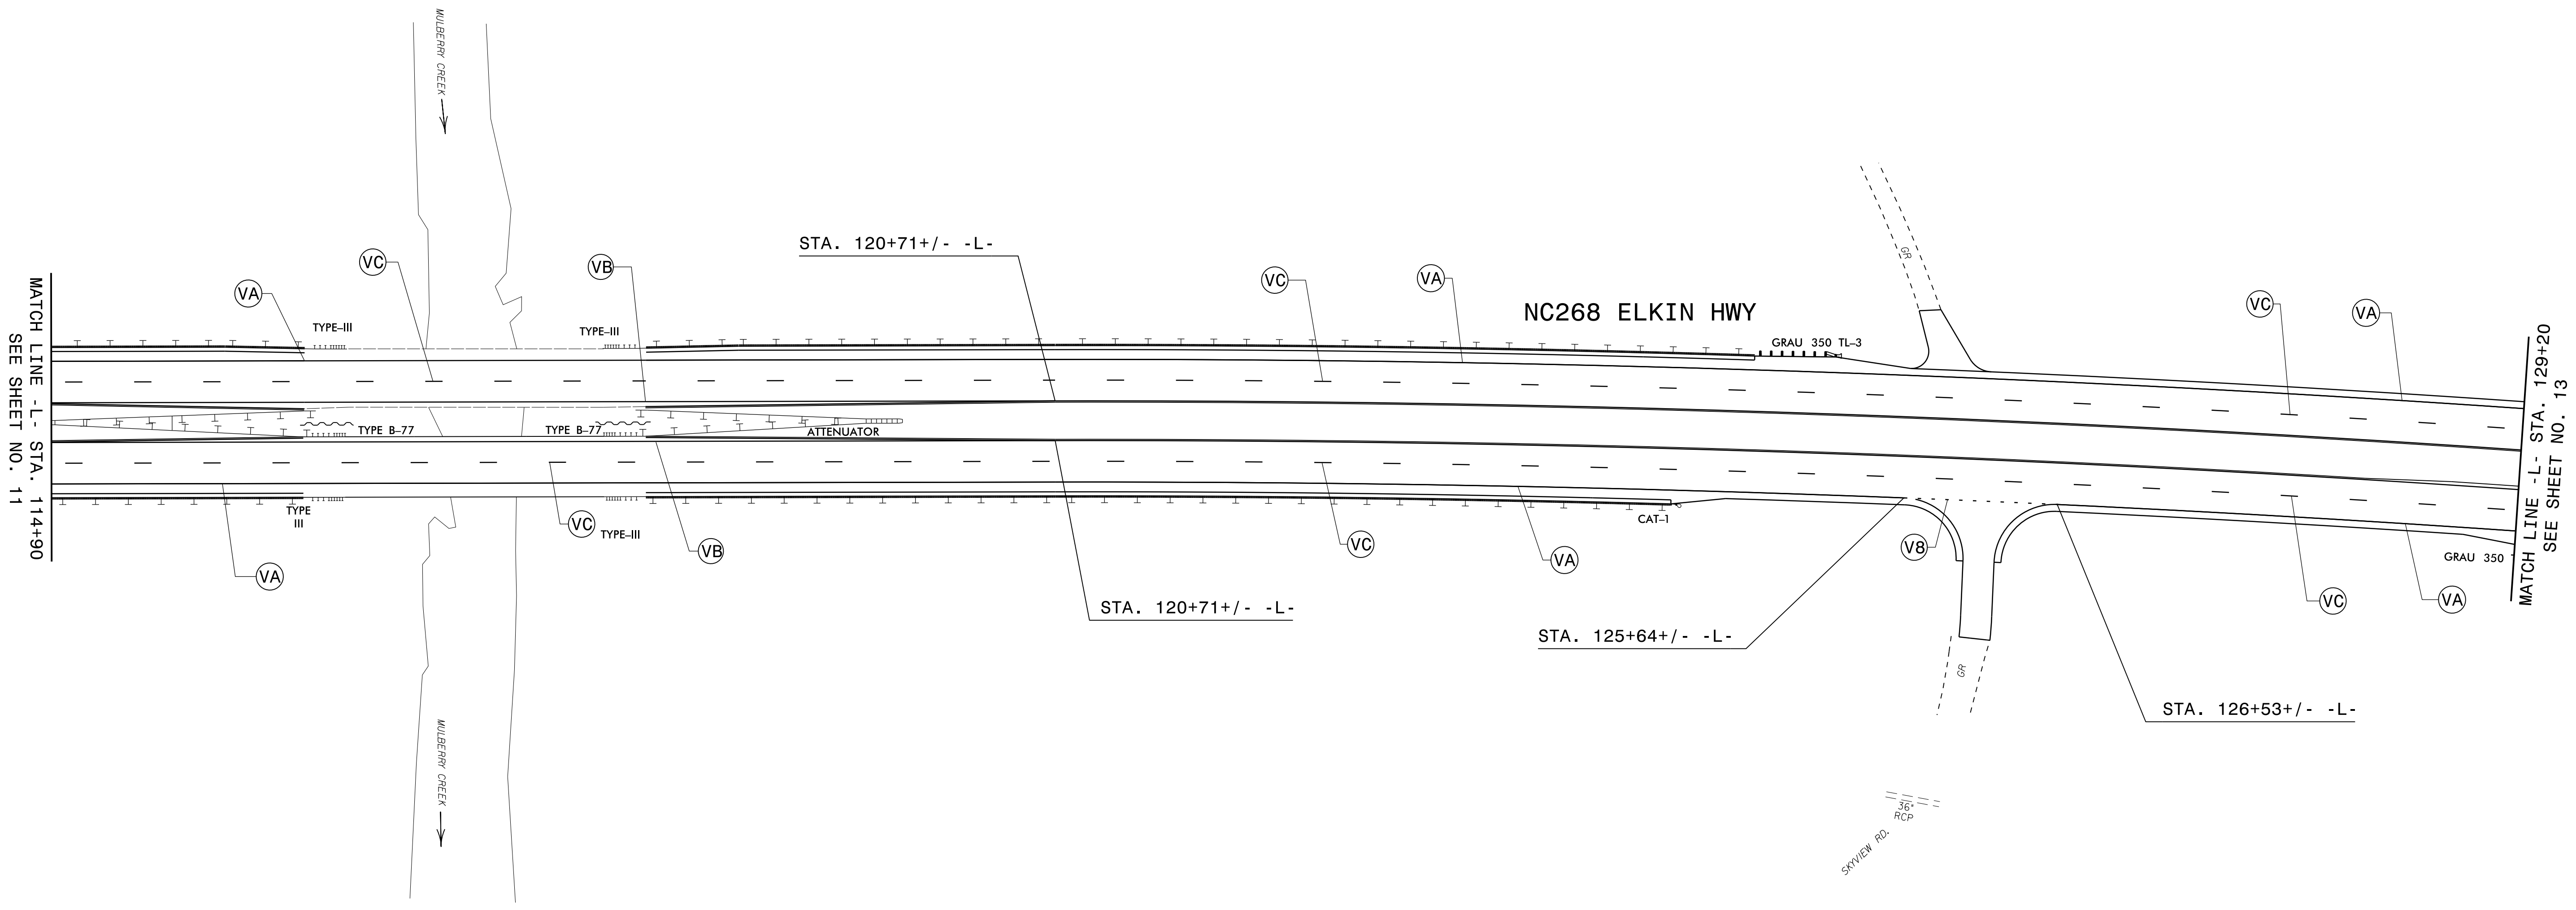 MULBERRY CREEK
STA. 120+71+/- -L-
VC
VB
VA
VC
VA
NC268 ELKIN HWY
GR
VC
VA
TYPE-III
TYPE-III
GRAU 350 TL-3
MATCH LINE -L- STA. 114+90
SEE SHEET NO. 11
MATCH LINE -L- STA. 129+20
SEE SHEET NO. 13
TYPE B-77
TYPE B-77
ATTENUATOR
TYPE
III
VC
TYPE-III
VB
VA
VC
VA
CAT-1
V8
GRAU 350
VC
VA
STA. 120+71+/- -L-
STA. 125+64+/- -L-
GR
STA. 126+53+/- -L-
MULBERRY CREEK
36"
RCP
SKYVIEW RD.